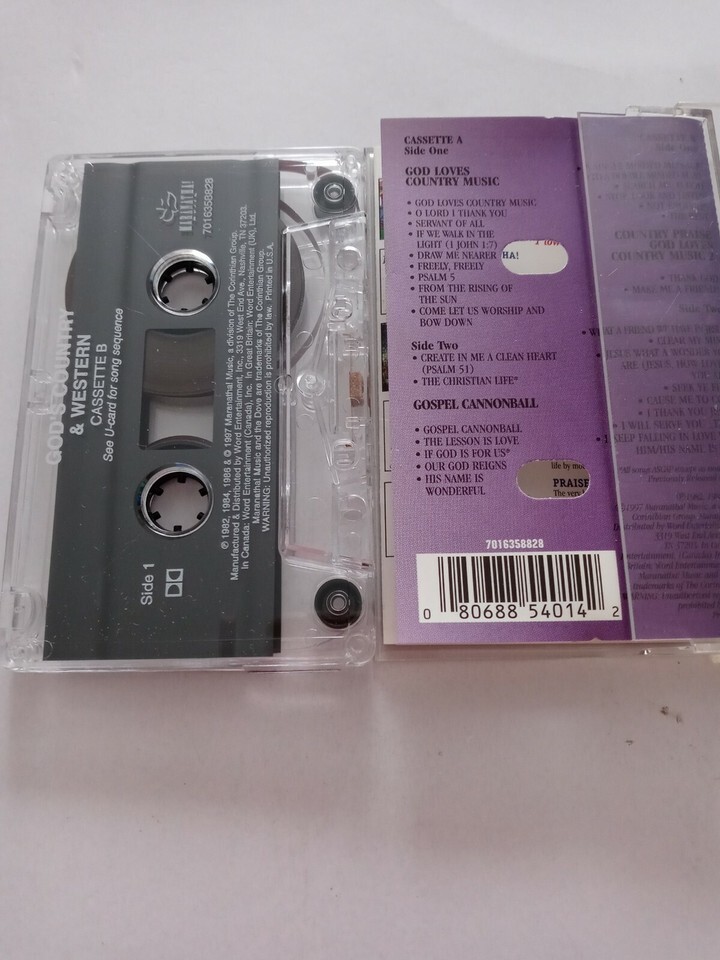 GOD'S COUNTRY
& WESTERN
CASSETTE B
See U-card for song sequence
Side 1
7016358828
℗ 1982, 1984, 1986 & © 1997 Maranatha! Music, a division of The Corinthian Group.
Manufactured & Distributed by Word Entertainment, Inc., 3319 West End Ave., Nashville, TN 37203.
In Canada: Word Entertainment (Canada), Inc. In Great Britain: Word Entertainment (UK), Ltd.
Maranatha! Music and the Dove are trademarks of The Corinthian Group.
WARNING: Unauthorized reproduction is prohibited by law. Printed in U.S.A.
CASSETTE A
Side One
GOD LOVES
COUNTRY MUSIC
• GOD LOVES COUNTRY MUSIC
• O LORD I THANK YOU
• SERVANT OF ALL
• IF WE WALK IN THE
LIGHT (1 JOHN 1:7)
• DRAW ME NEARER
HA!
• FREELY, FREELY
• PSALM 5
• FROM THE RISING OF
THE SUN
• COME LET US WORSHIP AND
BOW DOWN
Side Two
• CREATE IN ME A CLEAN HEART
(PSALM 51)
• THE CHRISTIAN LIFE*
GOSPEL CANNONBALL
• GOSPEL CANNONBALL
• THE LESSON IS LOVE
• IF GOD IS FOR US*
• OUR GOD REIGNS
• HIS NAME IS
WONDERFUL
life by
PRAISE
The very
7016358828
0 80688 54014 2
COUNTRY PRAISE
GOD LOVES
COUNTRY MUSIC 2